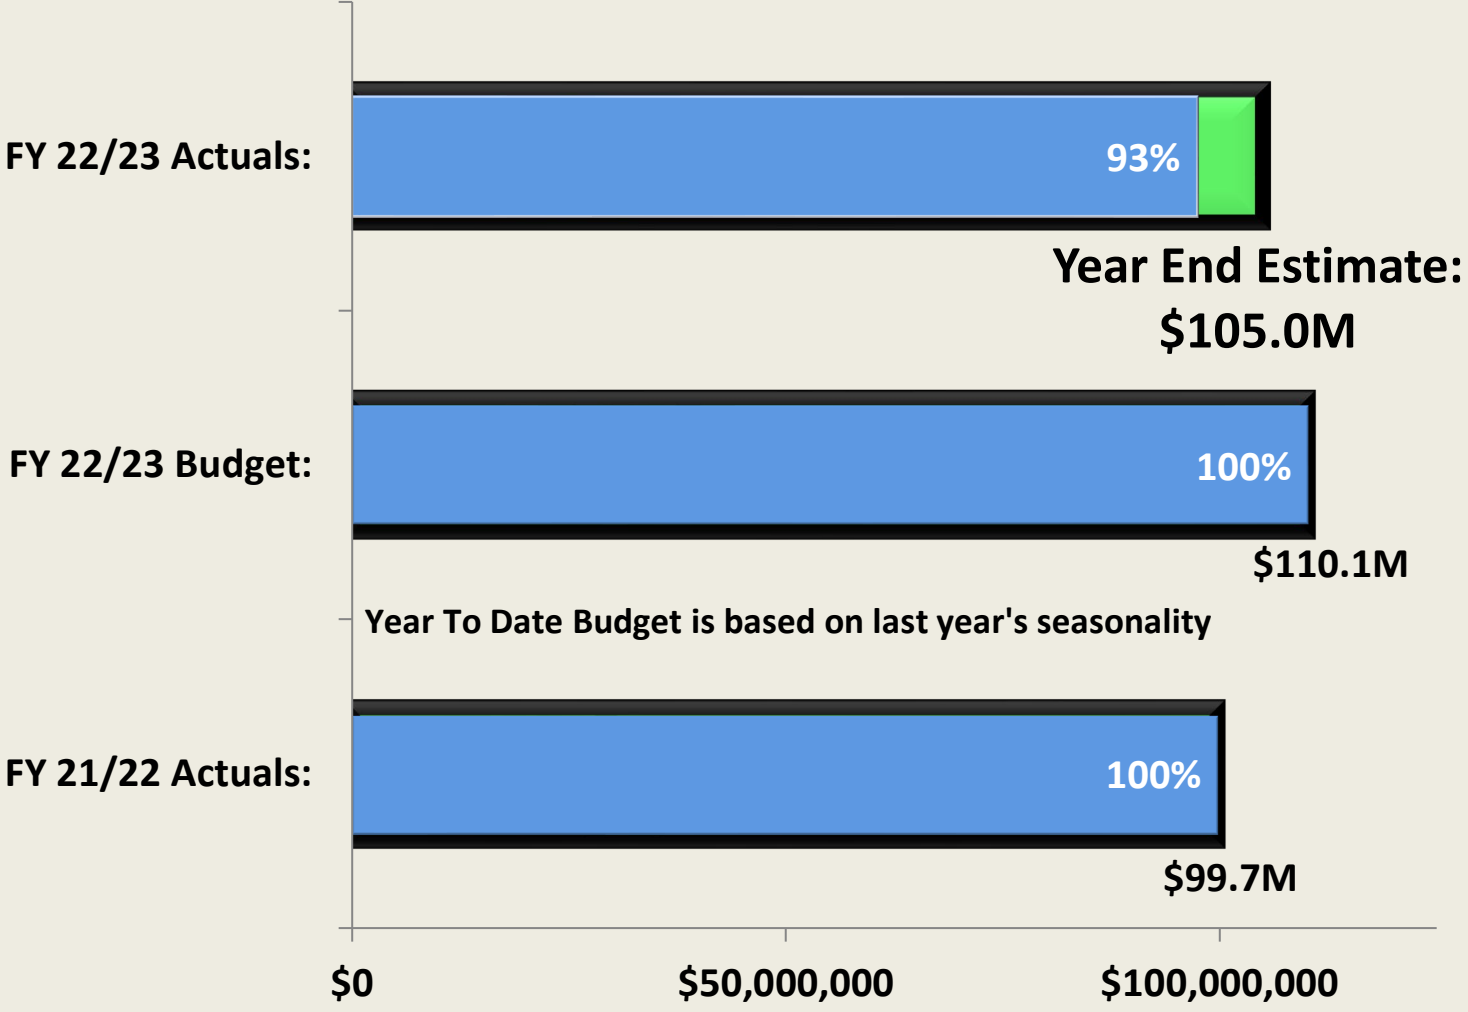 FY 22/23 Actuals:
93%
Year End Estimate:
$105.0M
FY 22/23 Budget:
100%
$110.1M
Year To Date Budget is based on last year's seasonality
FY 21/22 Actuals:
100%
$99.7M
$0
$50,000,000
$100,000,000